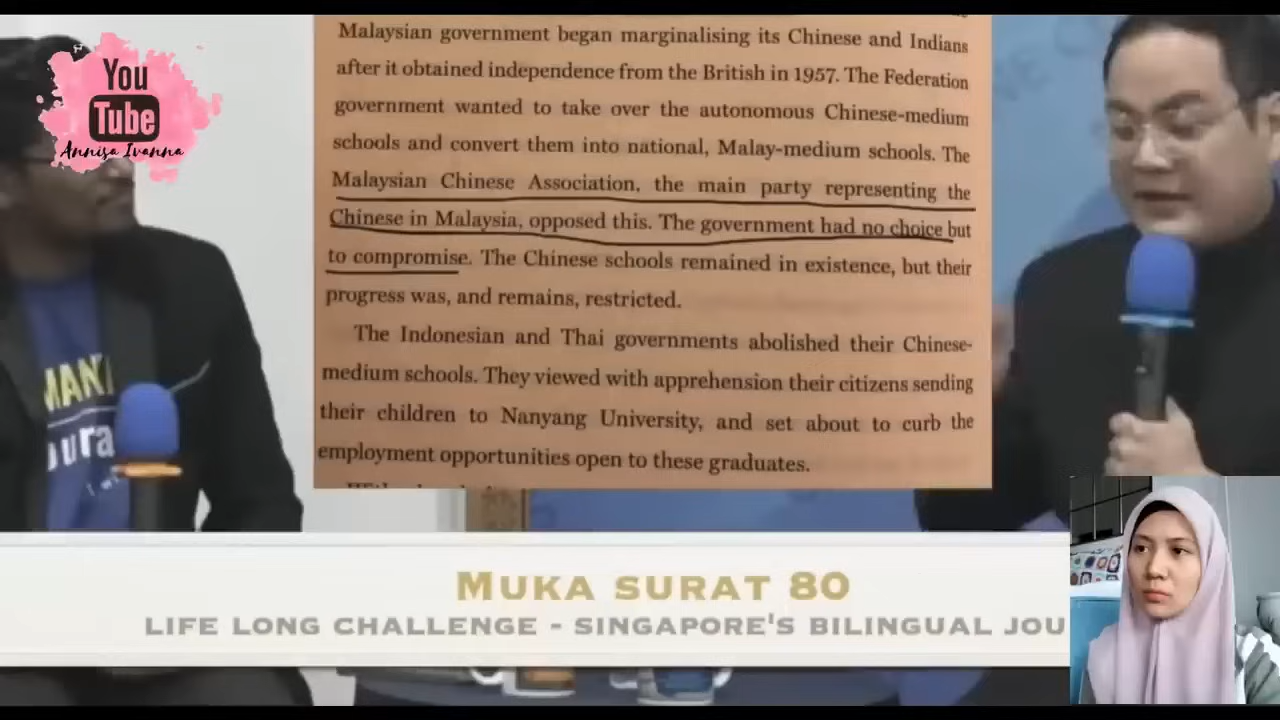 You
Tube
Annisa Ivanna
Malaysian government began marginalising its Chinese and Indians
after it obtained independence from the British in 1957. The Federation
government wanted to take over the autonomous Chinese-medium
schools and convert them into national, Malay-medium schools. The
Malaysian Chinese Association, the main party representing the
Chinese in Malaysia, opposed this. The government had no choice but
to compromise. The Chinese schools remained in existence, but their
progress was, and remains, restricted.
The Indonesian and Thai governments abolished their Chinese-
medium schools. They viewed with apprehension their citizens sending
their children to Nanyang University, and set about to curb the
employment opportunities open to these graduates.
MUKA SURAT 80
LIFE LONG CHALLENGE - SINGAPORE'S BILINGUAL JOU